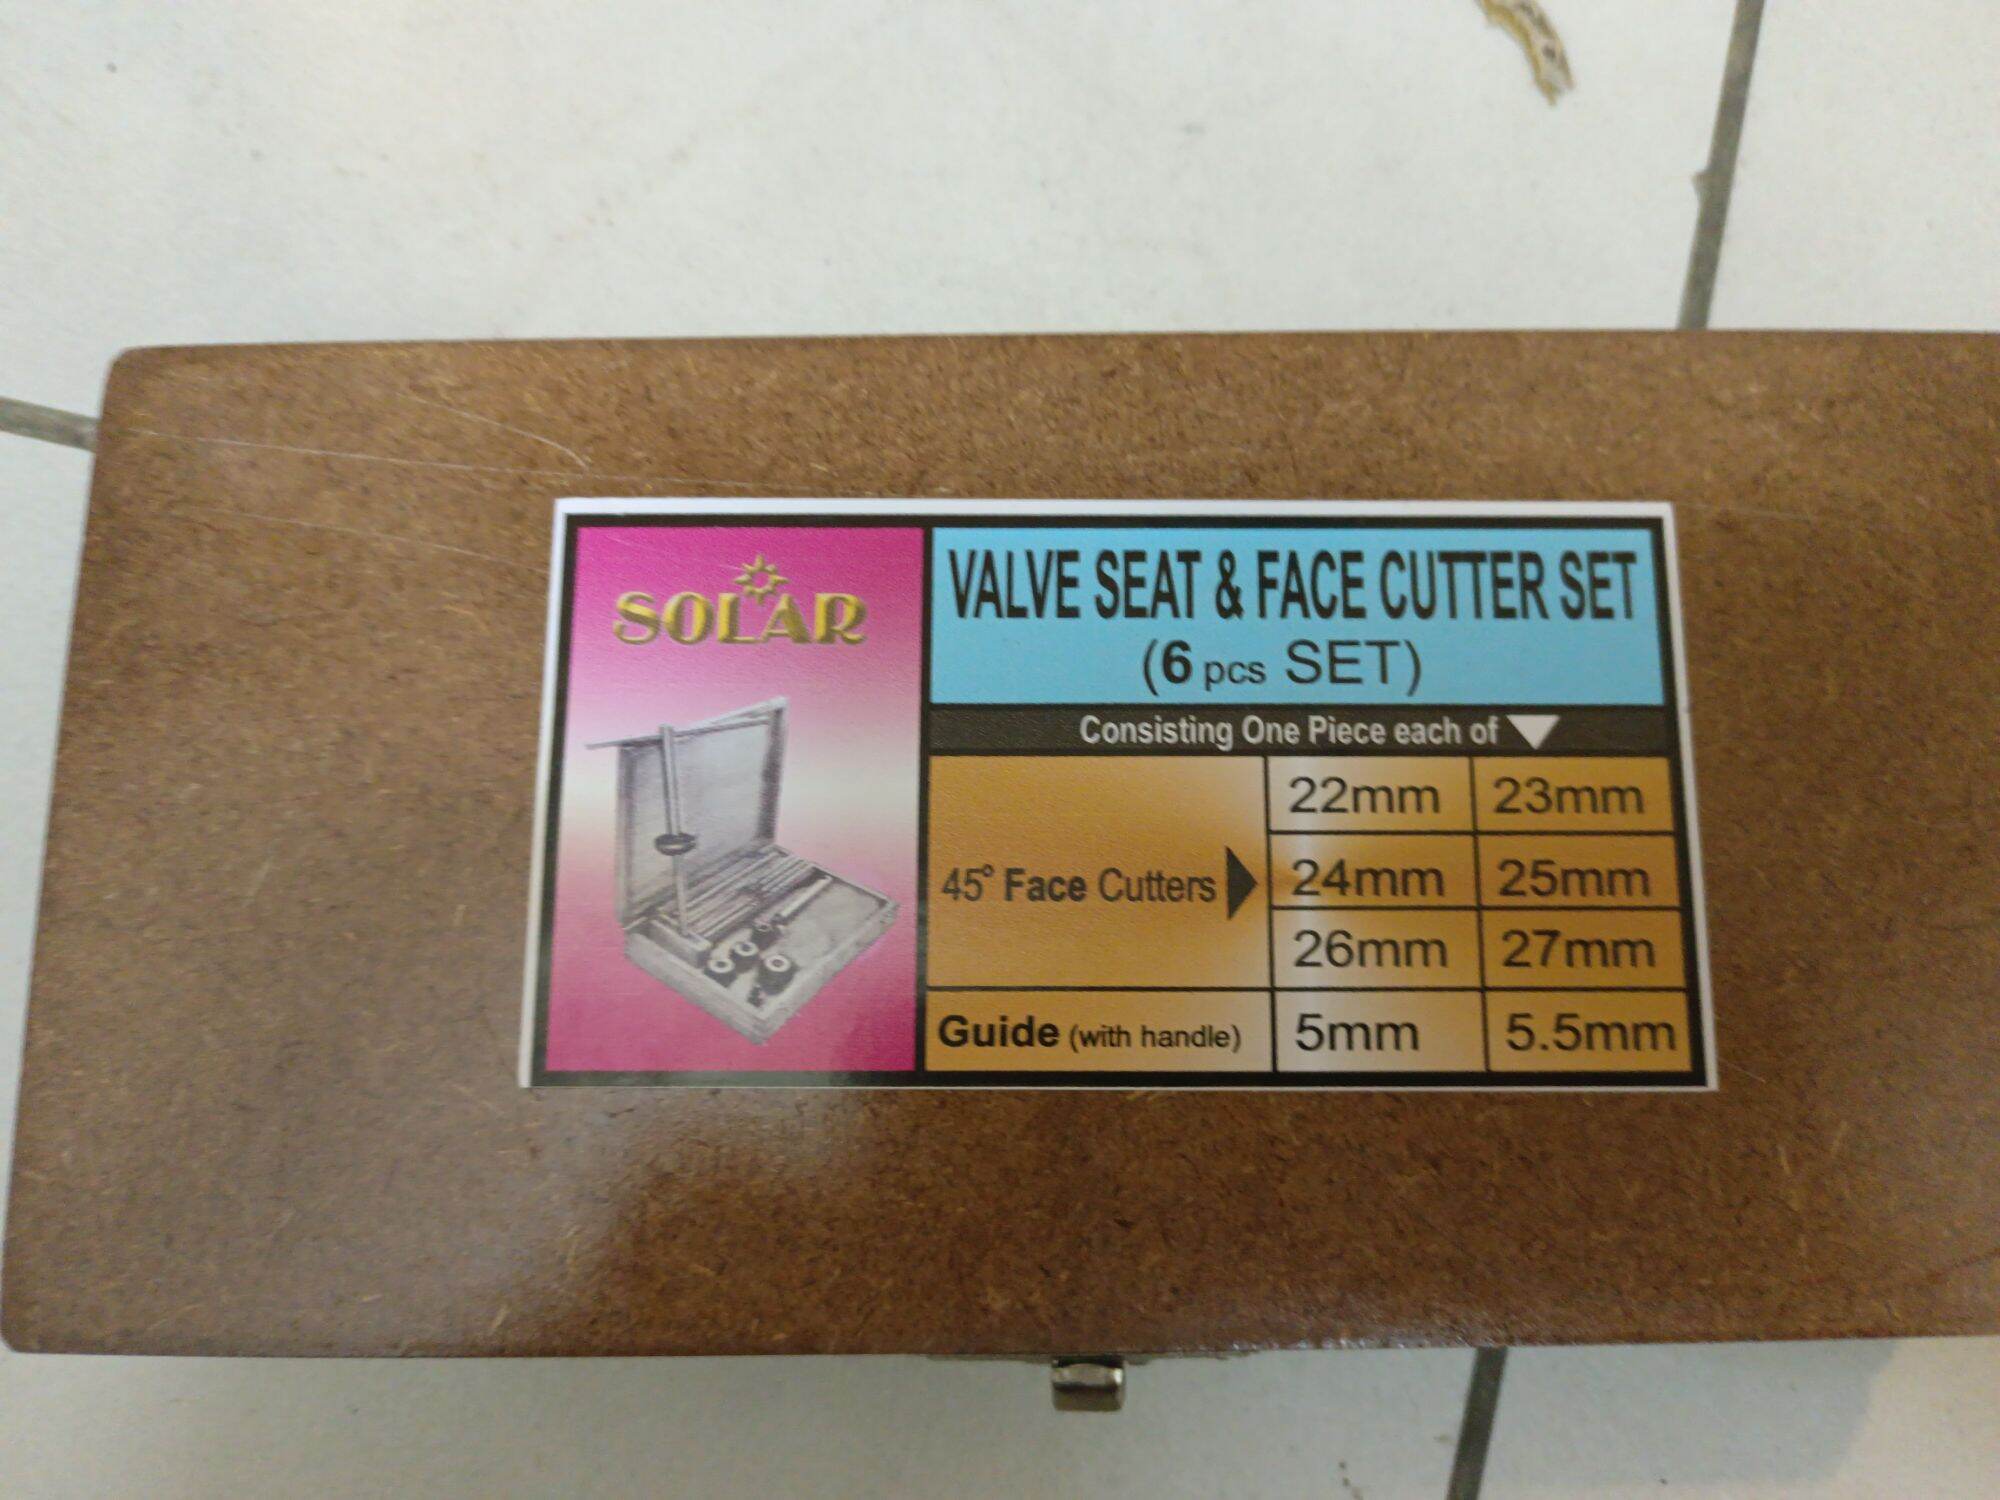 SOLAR
VALVE SEAT & FACE CUTTER SET
(6 pcs SET)
Consisting One Piece each of
45° Face Cutters
22mm 23mm
24mm 25mm
26mm 27mm
Guide (with handle) 5mm 5.5mm